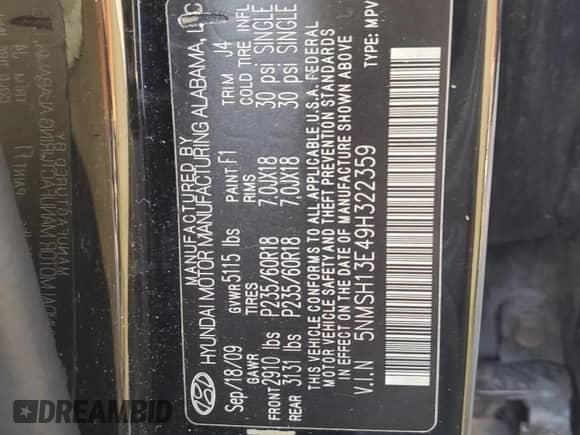 MANUFACTURED BY
HYUNDAI MOTOR MANUFACTURING ALABAMA, LLC
Sep/18/09 GVWR 5115 lbs PAINT F1 TRIM J4
GAWR TYRES RIMS COLD TIRE INFL
FRONT 2910 lbs P235/60R18 7.0JX18 30 psi SINGLE
REAR 3131 lbs P235/60R18 7.0JX18 30 psi SINGLE
THIS VEHICLE CONFORMS TO ALL APPLICABLE U.S.A. FEDERAL
MOTOR VEHICLE SAFETY AND THEFT PREVENTION STANDARDS
IN EFFECT ON THE DATE OF MANUFACTURE SHOWN ABOVE
V.I.N 5NMSH13E49H322359 TYPE MPV
DREAMBID